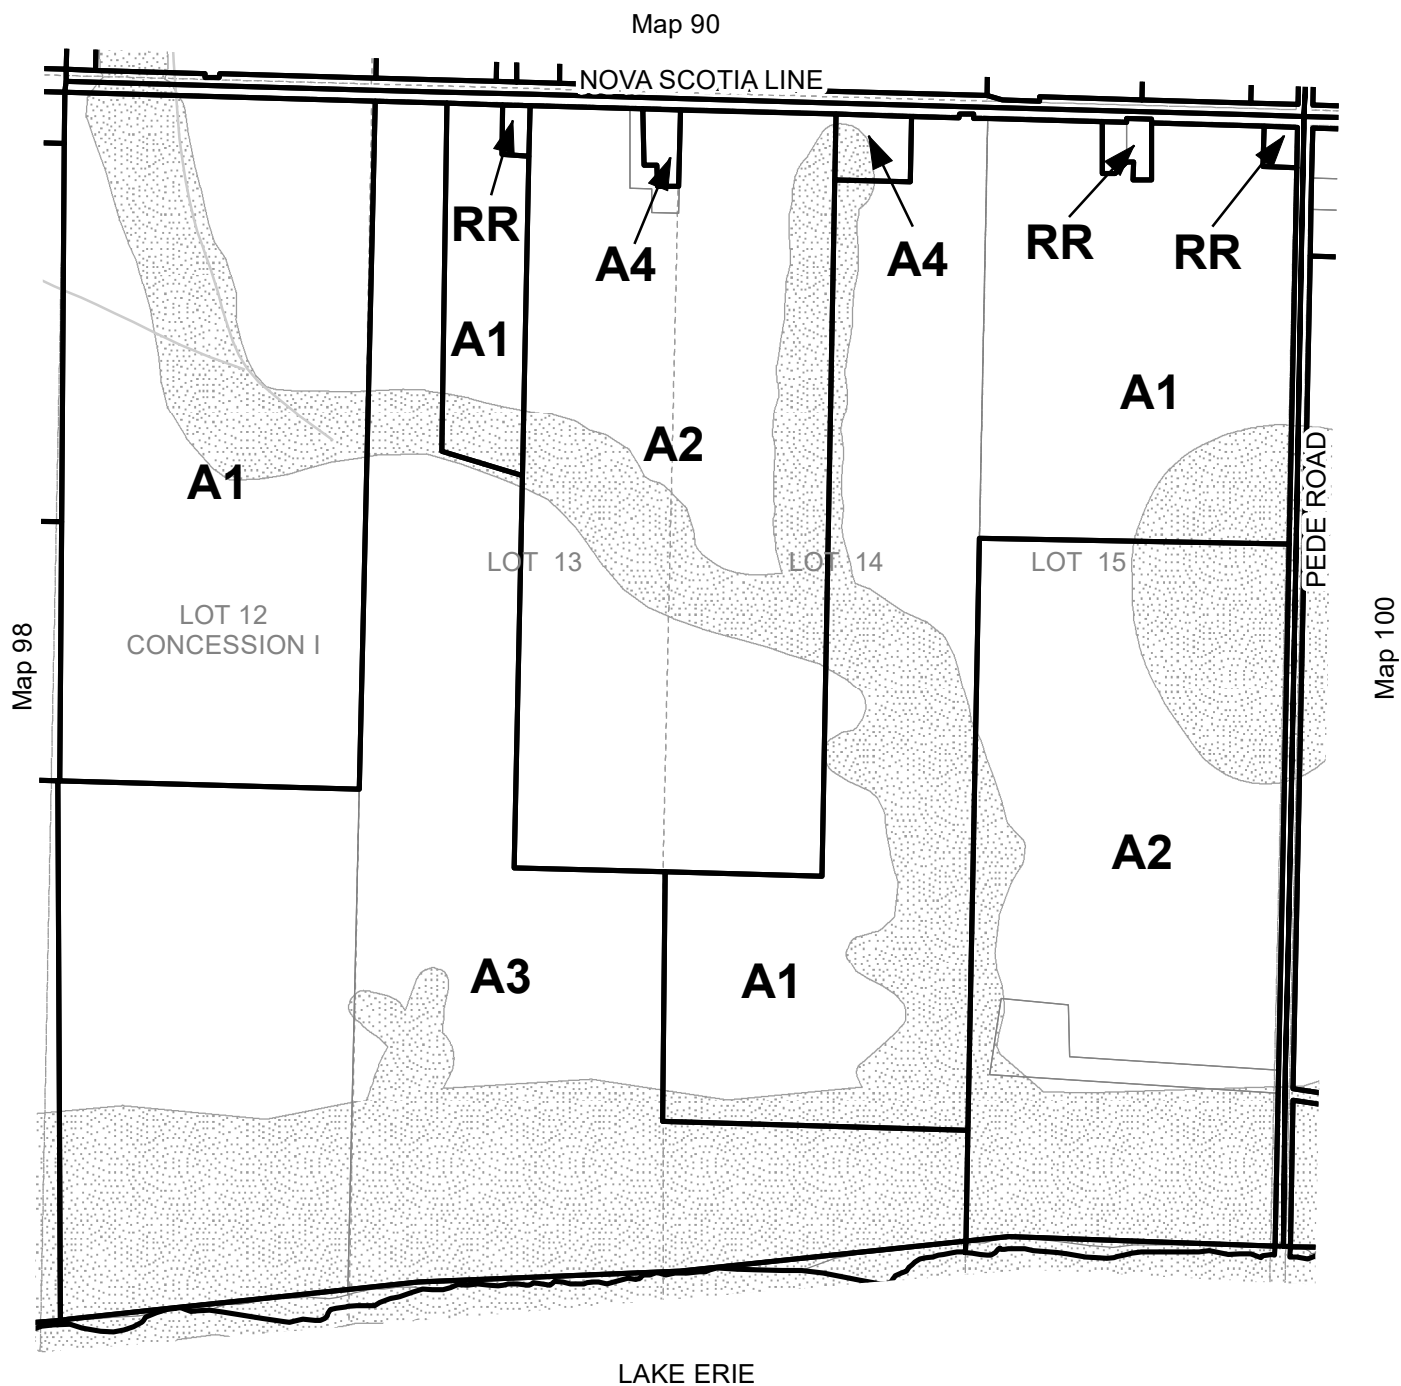 Map 90
NOVA SCOTIA LINE
RR
A4
A4
RR
RR
A1
A1
A2
A1
PEDE ROAD
LOT 13
LOT 14
LOT 15
LOT 12
CONCESSION I
Map 98
Map 100
A2
A3
A1
LAKE ERIE